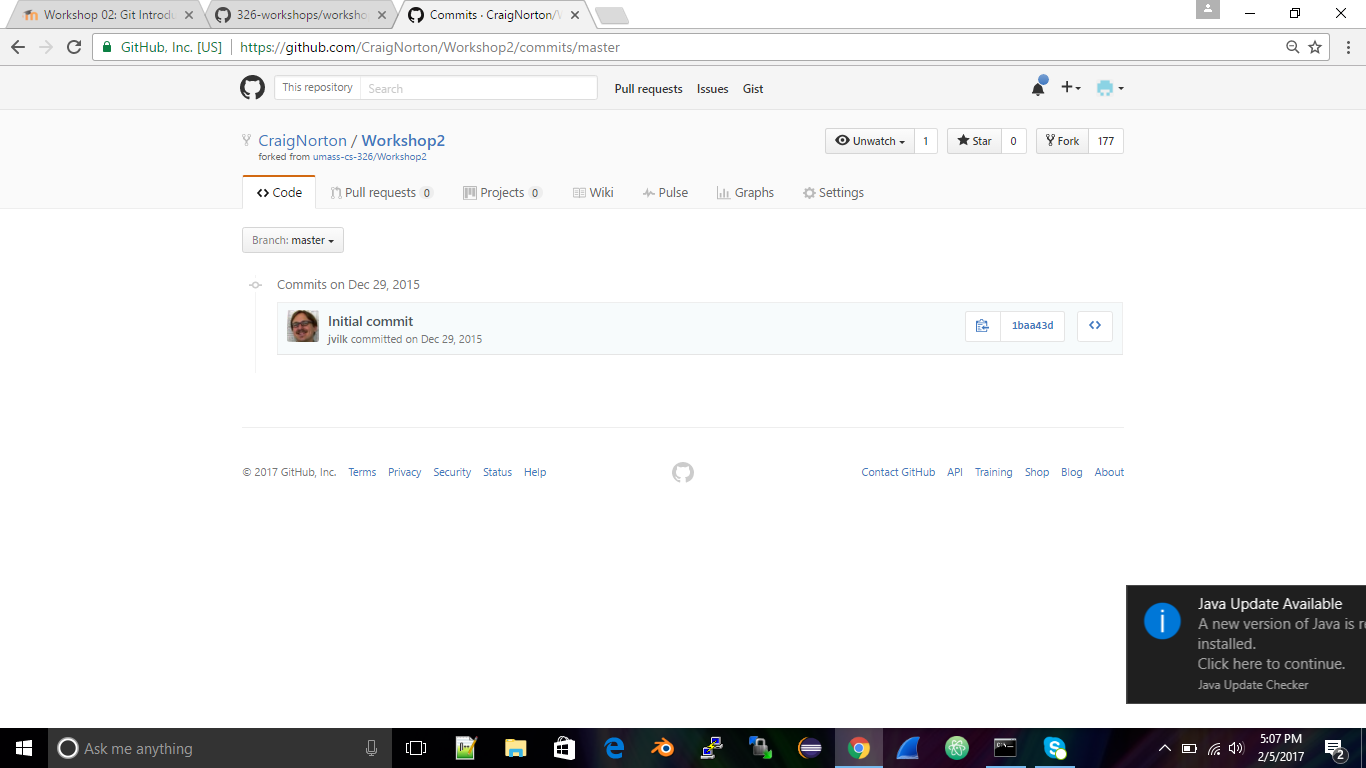 Workshop 02: Git Introdu
326-workshops/worksho
Commits · CraigNorton/W
GitHub, Inc. [US]
https://github.com/CraigNorton/Workshop2/commits/master
This repository
Search
Pull requests
Issues
Gist
CraigNorton / Workshop2
forked from umass-cs-326/Workshop2
Unwatch
1
Star
0
Fork
177
Code
Pull requests 0
Projects 0
Wiki
Pulse
Graphs
Settings
Branch: master
Commits on Dec 29, 2015
Initial commit
jvilk committed on Dec 29, 2015
1baa43d
© 2017 GitHub, Inc.
Terms
Privacy
Security
Status
Help
Contact GitHub
API
Training
Shop
Blog
About
Java Update Available
A new version of Java is r
installed.
Click here to continue.
Java Update Checker
Ask me anything
5:07 PM
2/5/2017
2